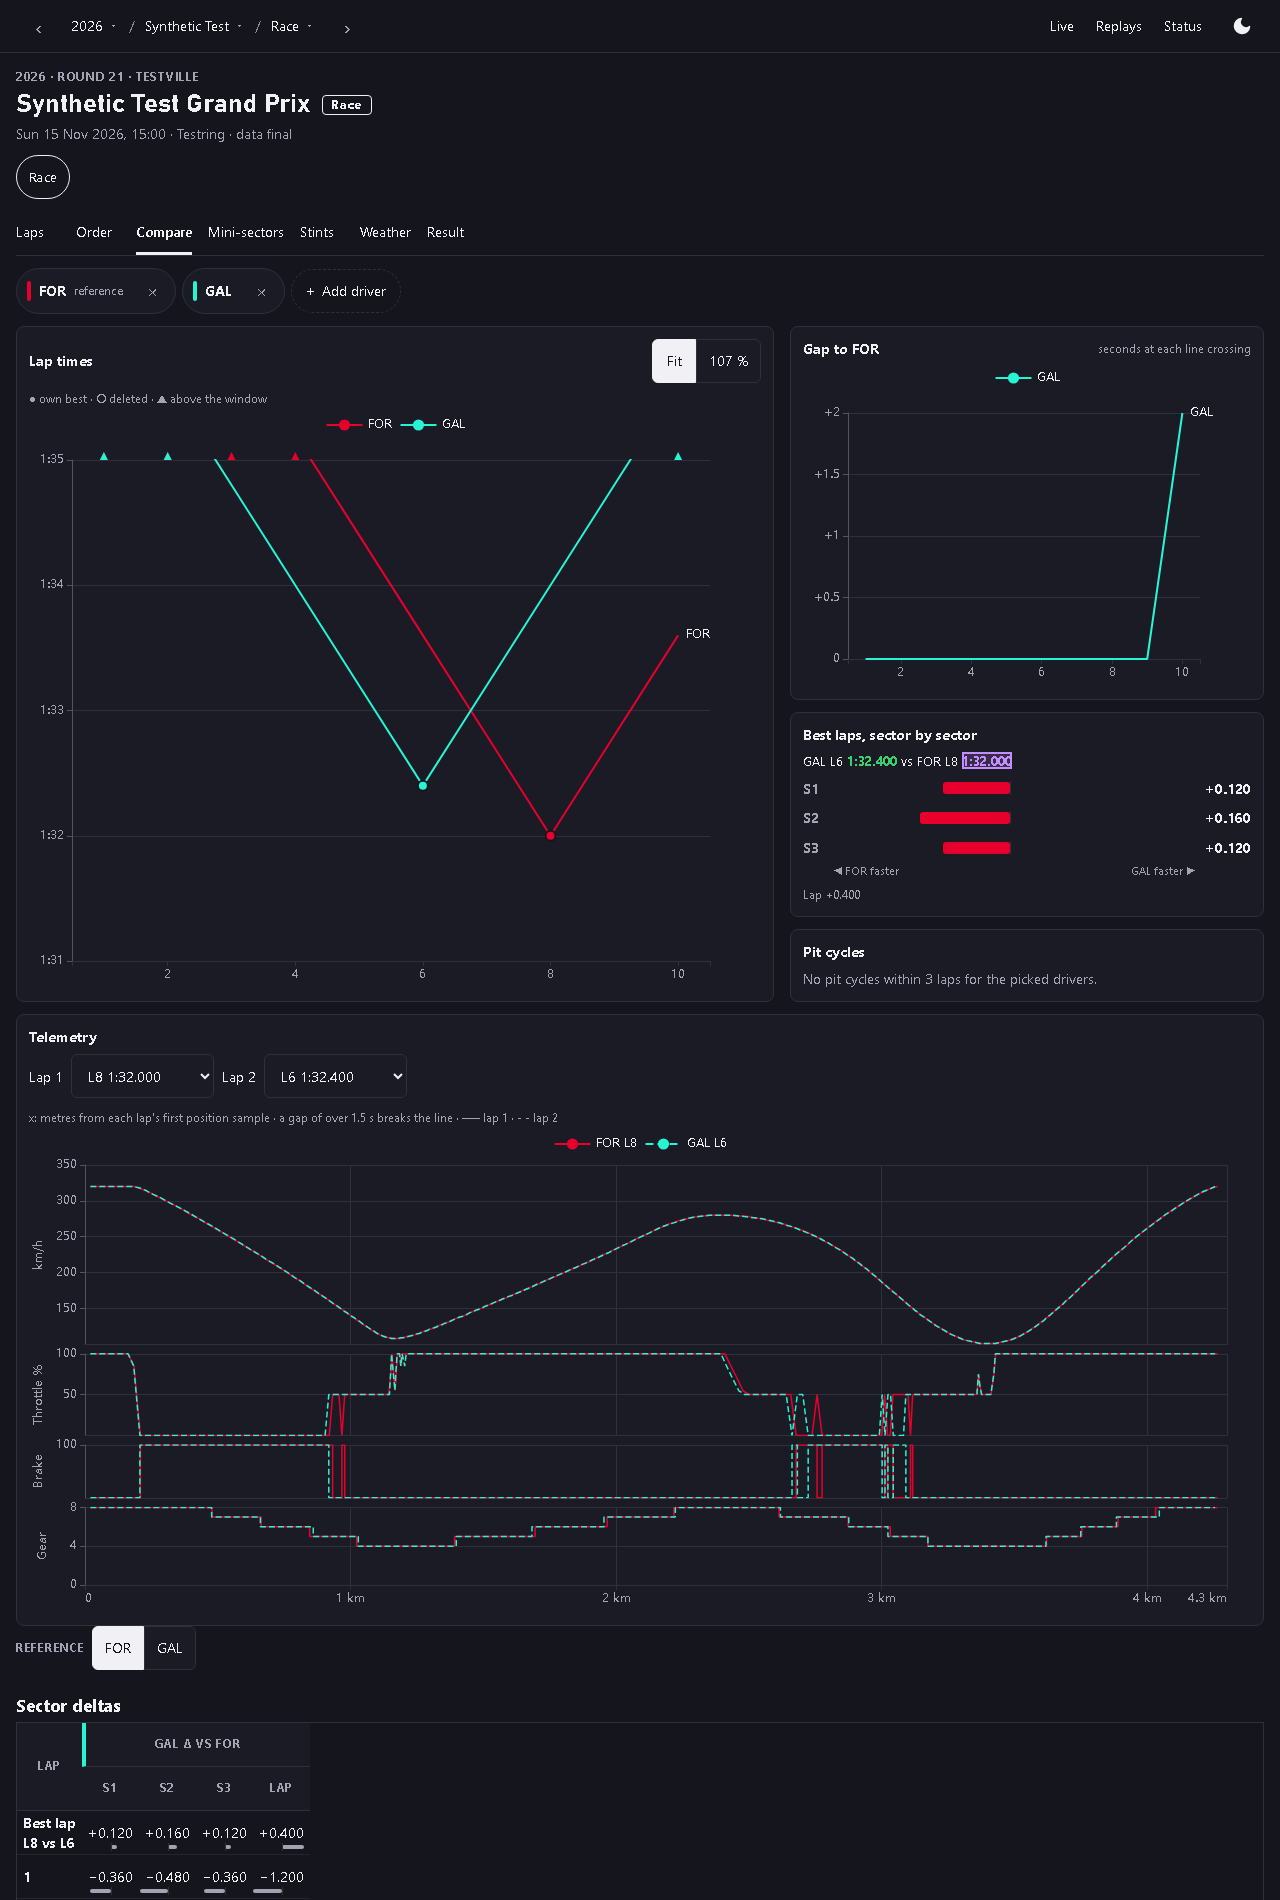 ‹ 2026 / Synthetic Test / Race ›
Live Replays Status
2026 · ROUND 21 · TESTVILLE
Synthetic Test Grand Prix Race
Sun 15 Nov 2026, 15:00 · Testring · data final
Race
Laps Order Compare Mini-sectors Stints Weather Result
FOR reference ×
GAL ×
+ Add driver
Lap times
Fit 107 %
● own best · O deleted · ▲ above the window
FOR GAL
1:35
1:34
1:33
1:32
1:31
FOR
2 4 6 8 10
Gap to FOR
seconds at each line crossing
GAL
+2
+1.5
+1
+0.5
0
GAL
2 4 6 8 10
Best laps, sector by sector
GAL L6 1:32.400 vs FOR L8 1:32.000
S1 +0.120
S2 +0.160
S3 +0.120
◀ FOR faster GAL faster ▶
Lap +0.400
Pit cycles
No pit cycles within 3 laps for the picked drivers.
Telemetry
Lap 1 L8 1:32.000 Lap 2 L6 1:32.400
x: metres from each lap's first position sample · a gap of over 1.5 s breaks the line · — lap 1 · - - lap 2
FOR L8 GAL L6
km/h
350
300
250
200
150
Throttle %
100
50
Brake
100
Gear
8
4
0
0 1 km 2 km 3 km 4 km 4.3 km
REFERENCE FOR GAL
Sector deltas
LAP GAL Δ VS FOR
S1 S2 S3 LAP
Best lap
L8 vs L6 +0.120 +0.160 +0.120 +0.400
1 −0.360 −0.480 −0.360 −1.200